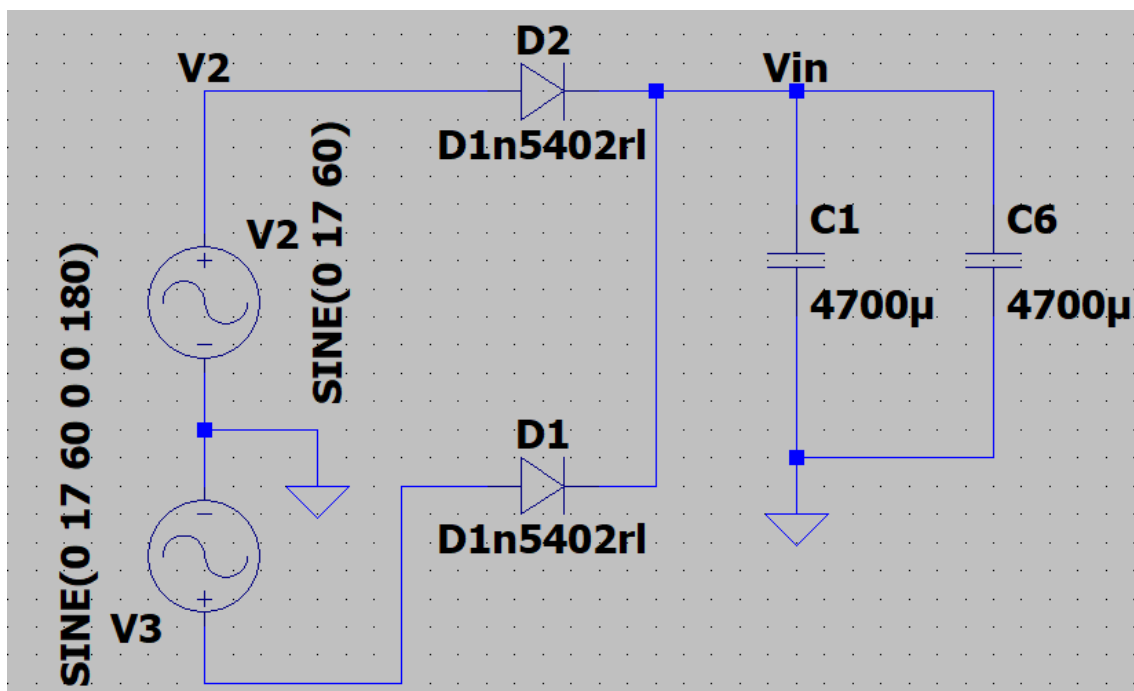 D2
V2
Vin
D1n5402rl
SINE(0 17 60)
V2
C1
C6
4700µ
4700µ
SINE(0 17 60 0 0 180)
D1
D1n5402rl
V3